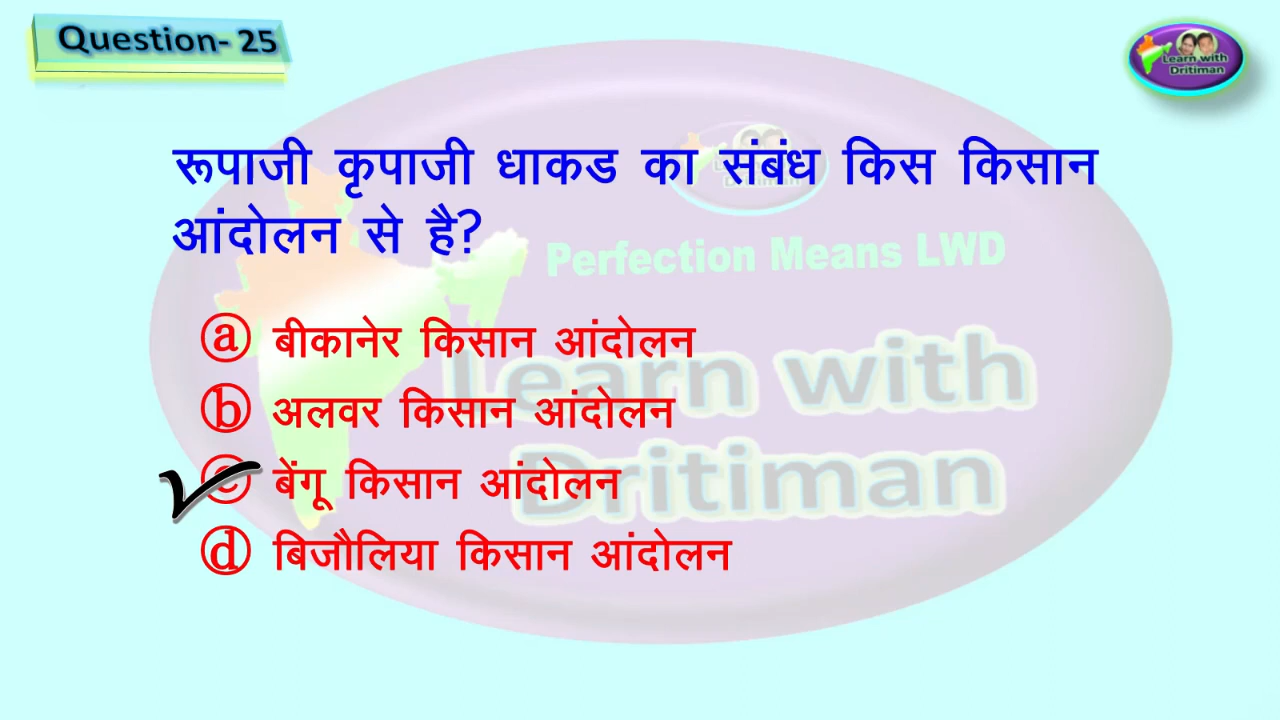 Question- 25
Learn with
Dritiman
रूपाजी कृपाजी धाकड का संबंध किस किसान
आंदोलन से है?
Perfection Means LWD
ⓐ बीकानेर किसान आंदोलन
ⓑ अलवर किसान आंदोलन
ⓒ बेंगू किसान आंदोलन
ⓓ बिजौलिया किसान आंदोलन
Learn with
Dritiman